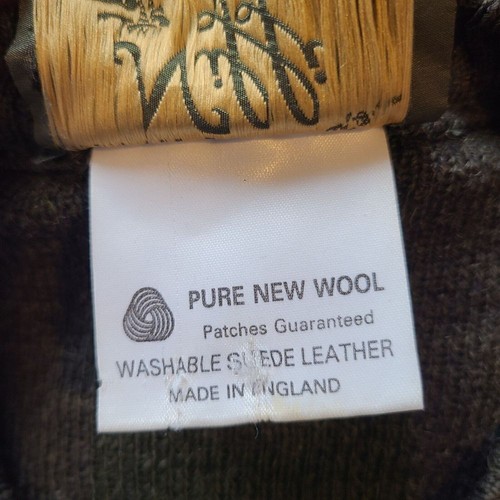 PURE NEW WOOL
Patches Guaranteed
WASHABLE SUEDE LEATHER
MADE IN ENGLAND